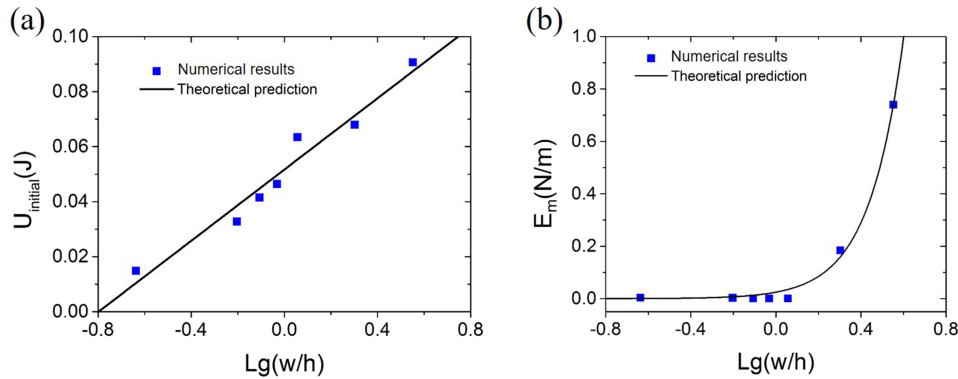 (a)
0.10
0.08
0.06
0.04
0.02
0.00
Uinitial(J)
Numerical results
Theoretical prediction
-0.8 -0.4 0.0 0.4 0.8
Lg(w/h)
(b)
1.0
0.8
0.6
0.4
0.2
0.0
Em(N/m)
Numerical results
Theoretical prediction
-0.8 -0.4 0.0 0.4 0.8
Lg(w/h)